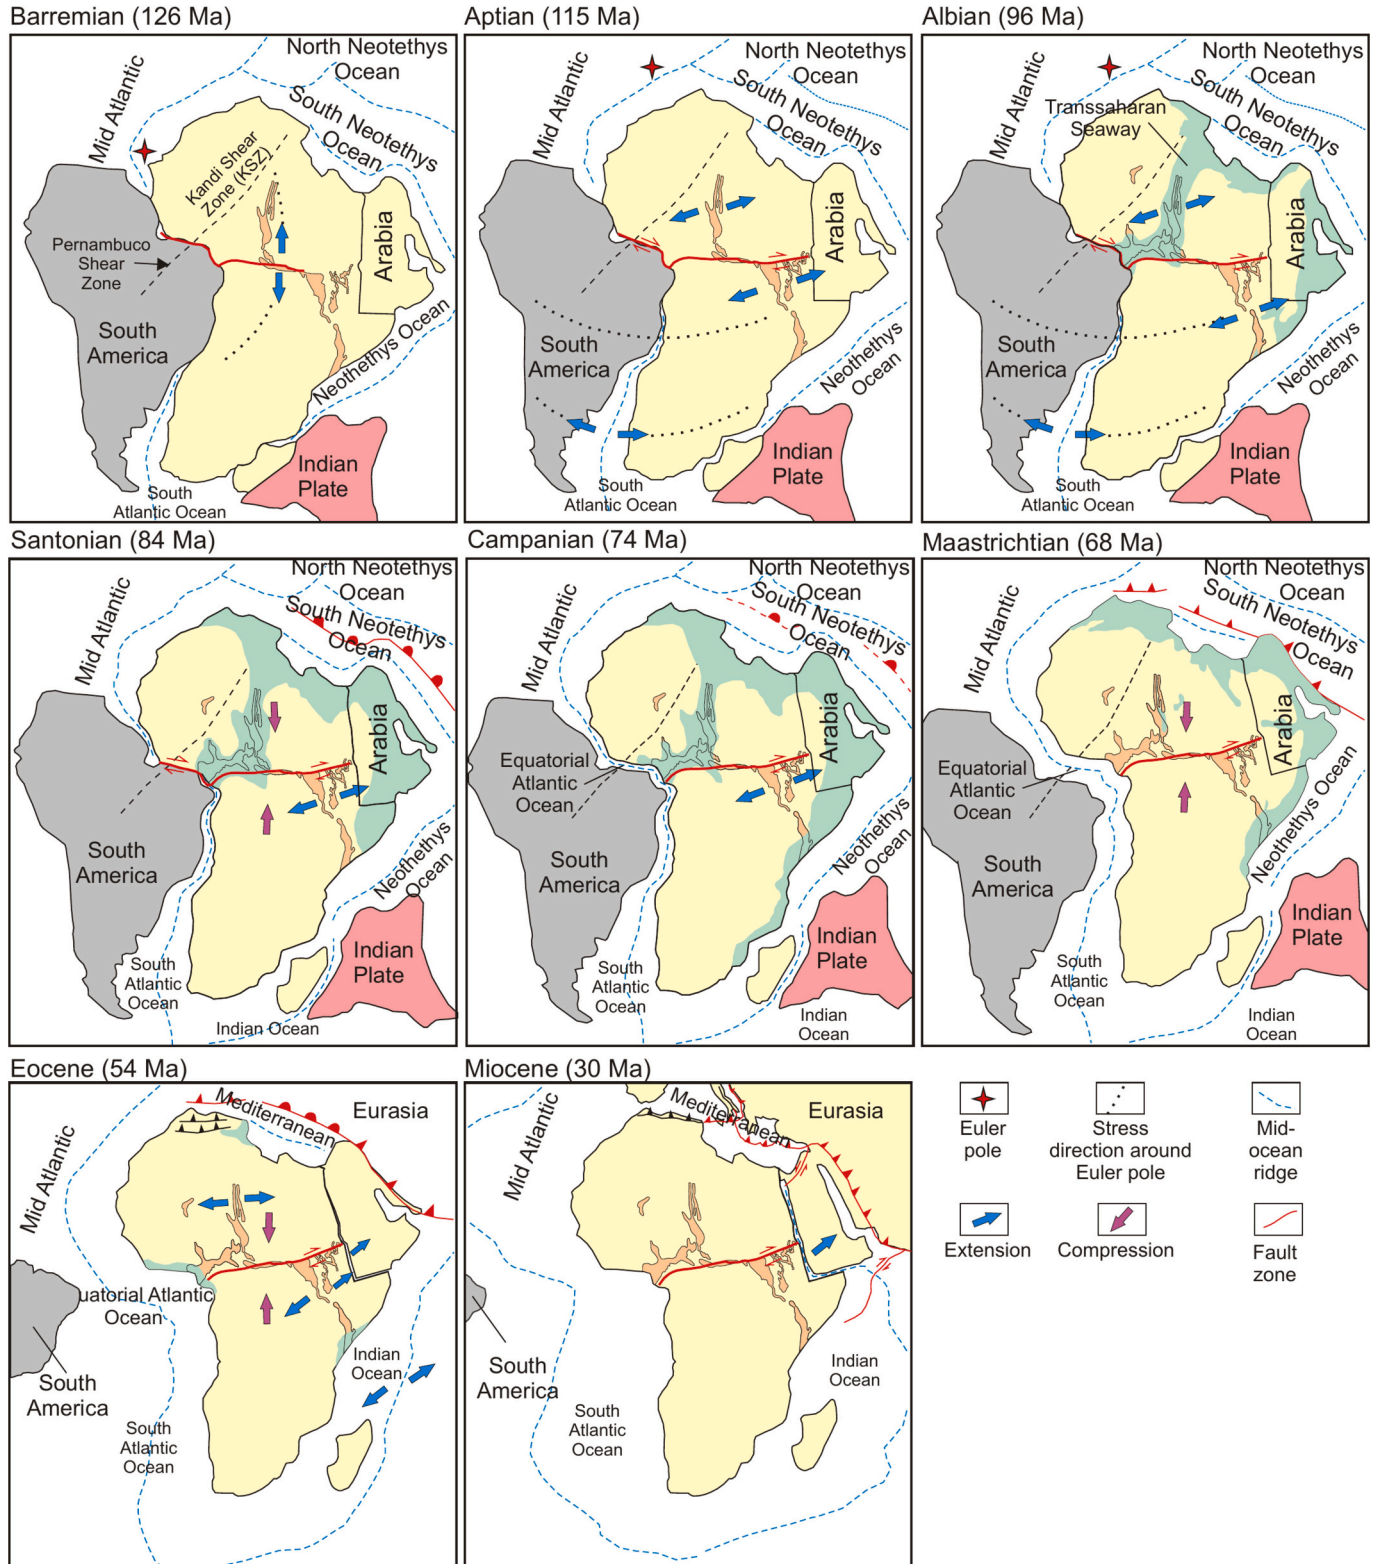 Barremian (126 Ma)
North Neotethys
Ocean
Mid Atlantic
South Neotethys
Ocean
Kandi Shear
Zone (KSZ)
Pernambuco
Shear
Zone
Arabia
South
America
Neothethys Ocean
Indian
Plate
South
Atlantic Ocean
Aptian (115 Ma)
North Neotethys
Ocean
Mid Atlantic
South Neotethys
Ocean
Arabia
South
America
Neothethys
Ocean
Indian
Plate
South
Atlantic Ocean
Albian (96 Ma)
North Neotethys
Ocean
Mid Atlantic
Transsaharan
Seaway
South Neotethys
Ocean
Arabia
South
America
Neothethys
Ocean
Indian
Plate
South
Atlantic Ocean
Santonian (84 Ma)
North Neotethys
Ocean
South Neotethys
Ocean
Mid Atlantic
Arabia
South
America
Neothethys
Ocean
Indian
Plate
South
Atlantic
Ocean
Indian Ocean
Campanian (74 Ma)
North Neotethys
Ocean
South Neotethys
Ocean
Mid Atlantic
Arabia
Equatorial
Atlantic
Ocean
South
America
Neothethys
Ocean
Indian
Plate
South
Atlantic
Ocean
Indian
Ocean
Maastrichtian (68 Ma)
North Neotethys
Ocean
South Neotethys
Ocean
Mid Atlantic
Arabia
Equatorial
Atlantic
Ocean
South
America
Neothethys Ocean
Indian
Plate
South
Atlantic
Ocean
Indian
Ocean
Eocene (54 Ma)
Mediterranean
Eurasia
Mid Atlantic
uatorial Atlantic
Ocean
South
America
Indian
Ocean
South
Atlantic
Ocean
Miocene (30 Ma)
Mediterranean
Eurasia
Mid Atlantic
South
America
Indian
Ocean
South
Atlantic
Ocean
Euler
pole
Stress
direction around
Euler pole
Mid-
ocean
ridge
Extension
Compression
Fault
zone